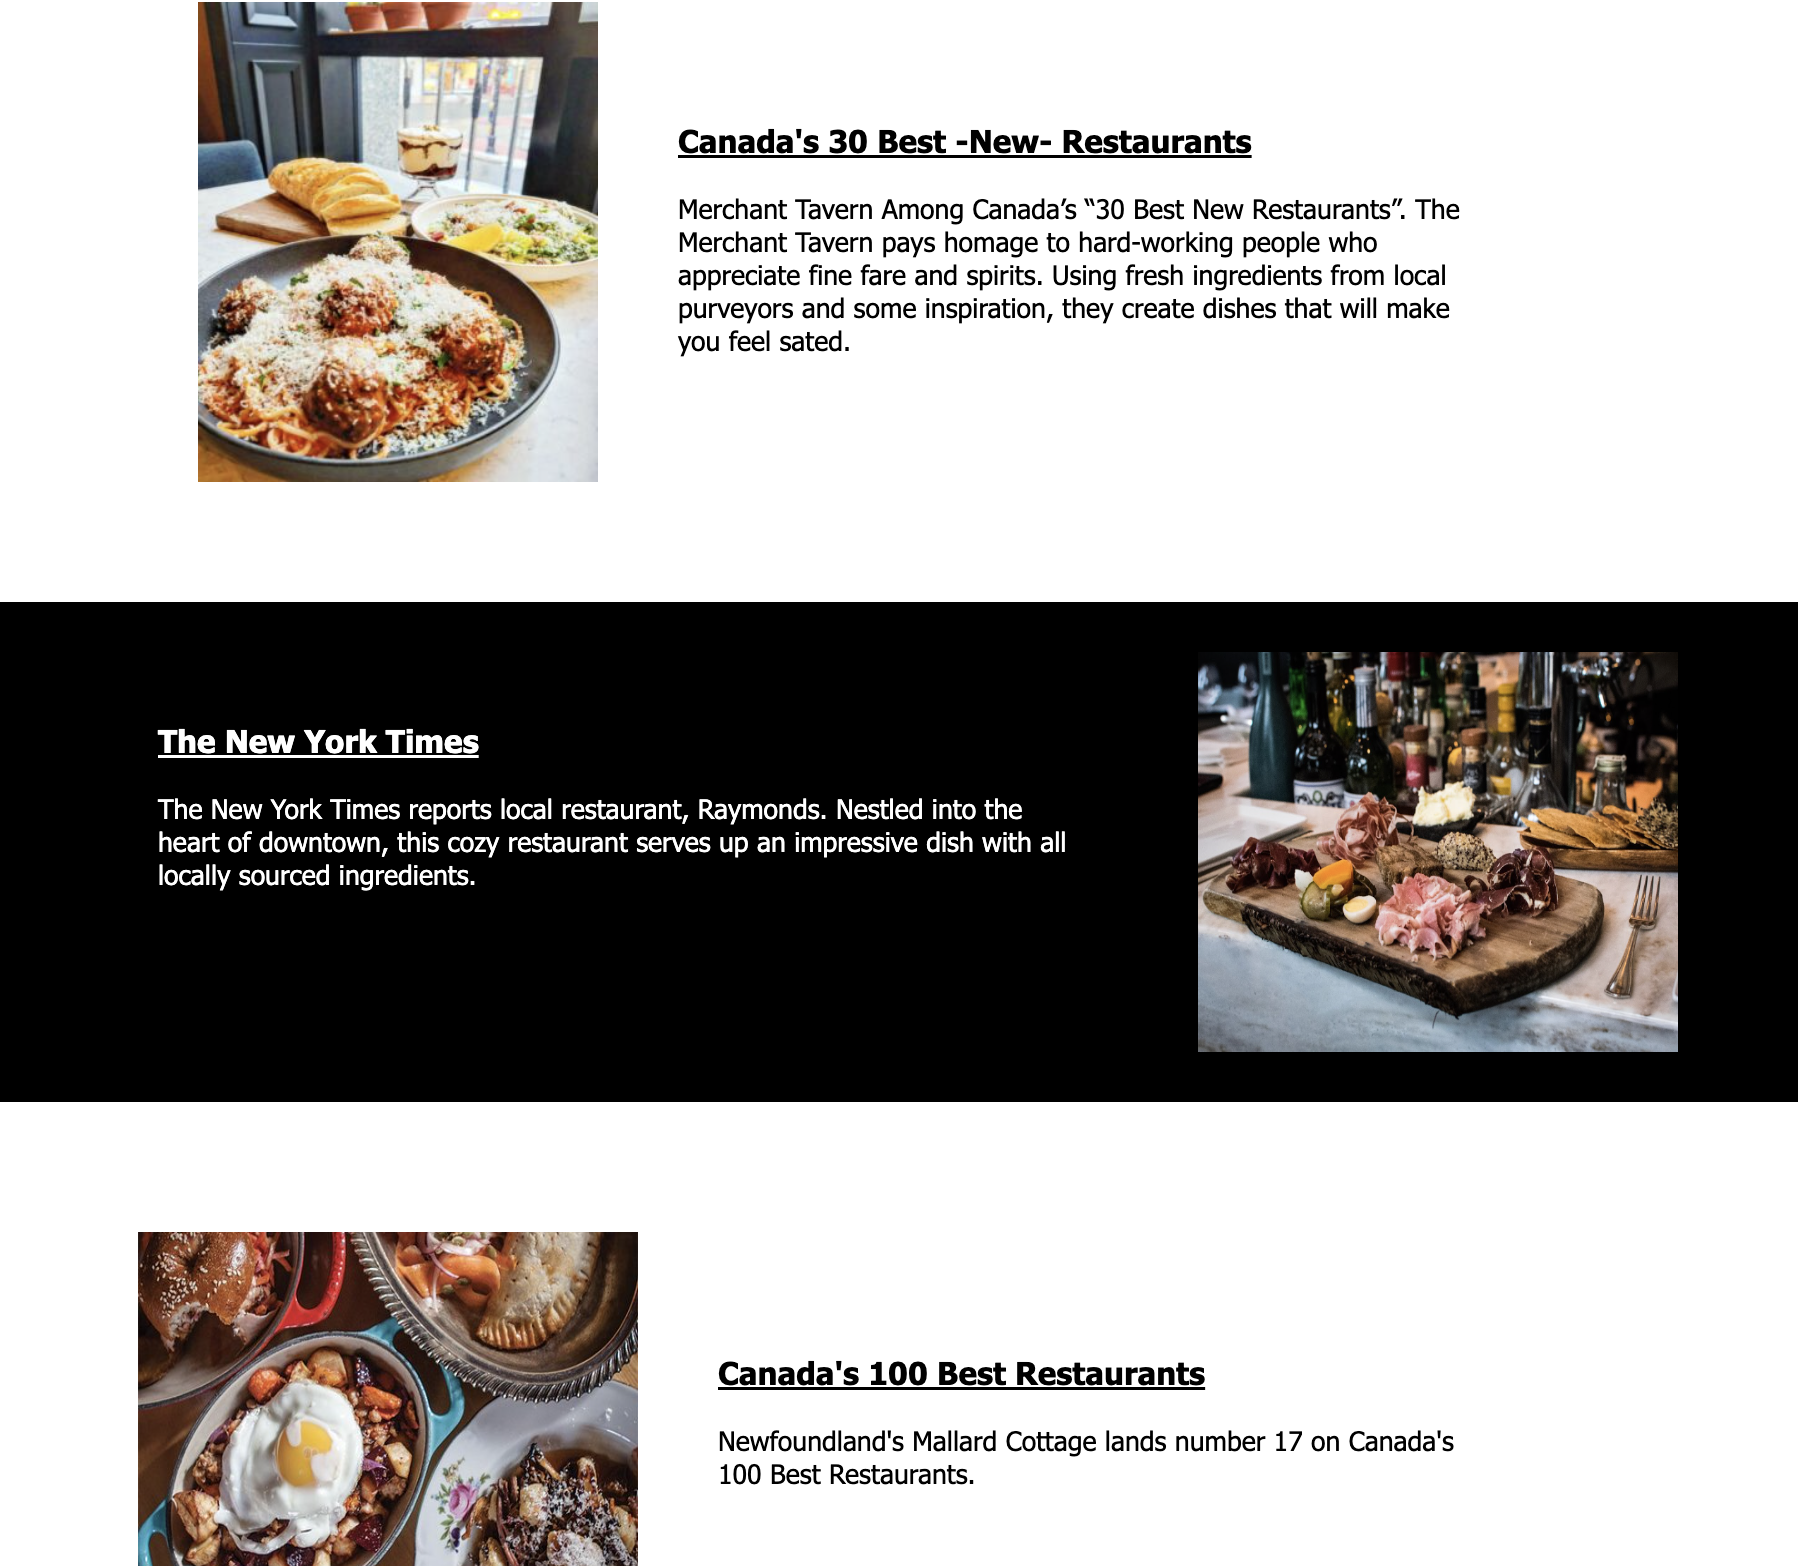 Canada's 30 Best -New- Restaurants
Merchant Tavern Among Canada’s “30 Best New Restaurants”. The
Merchant Tavern pays homage to hard-working people who
appreciate fine fare and spirits. Using fresh ingredients from local
purveyors and some inspiration, they create dishes that will make
you feel sated.
The New York Times
The New York Times reports local restaurant, Raymonds. Nestled into the
heart of downtown, this cozy restaurant serves up an impressive dish with all
locally sourced ingredients.
Canada's 100 Best Restaurants
Newfoundland's Mallard Cottage lands number 17 on Canada's
100 Best Restaurants.